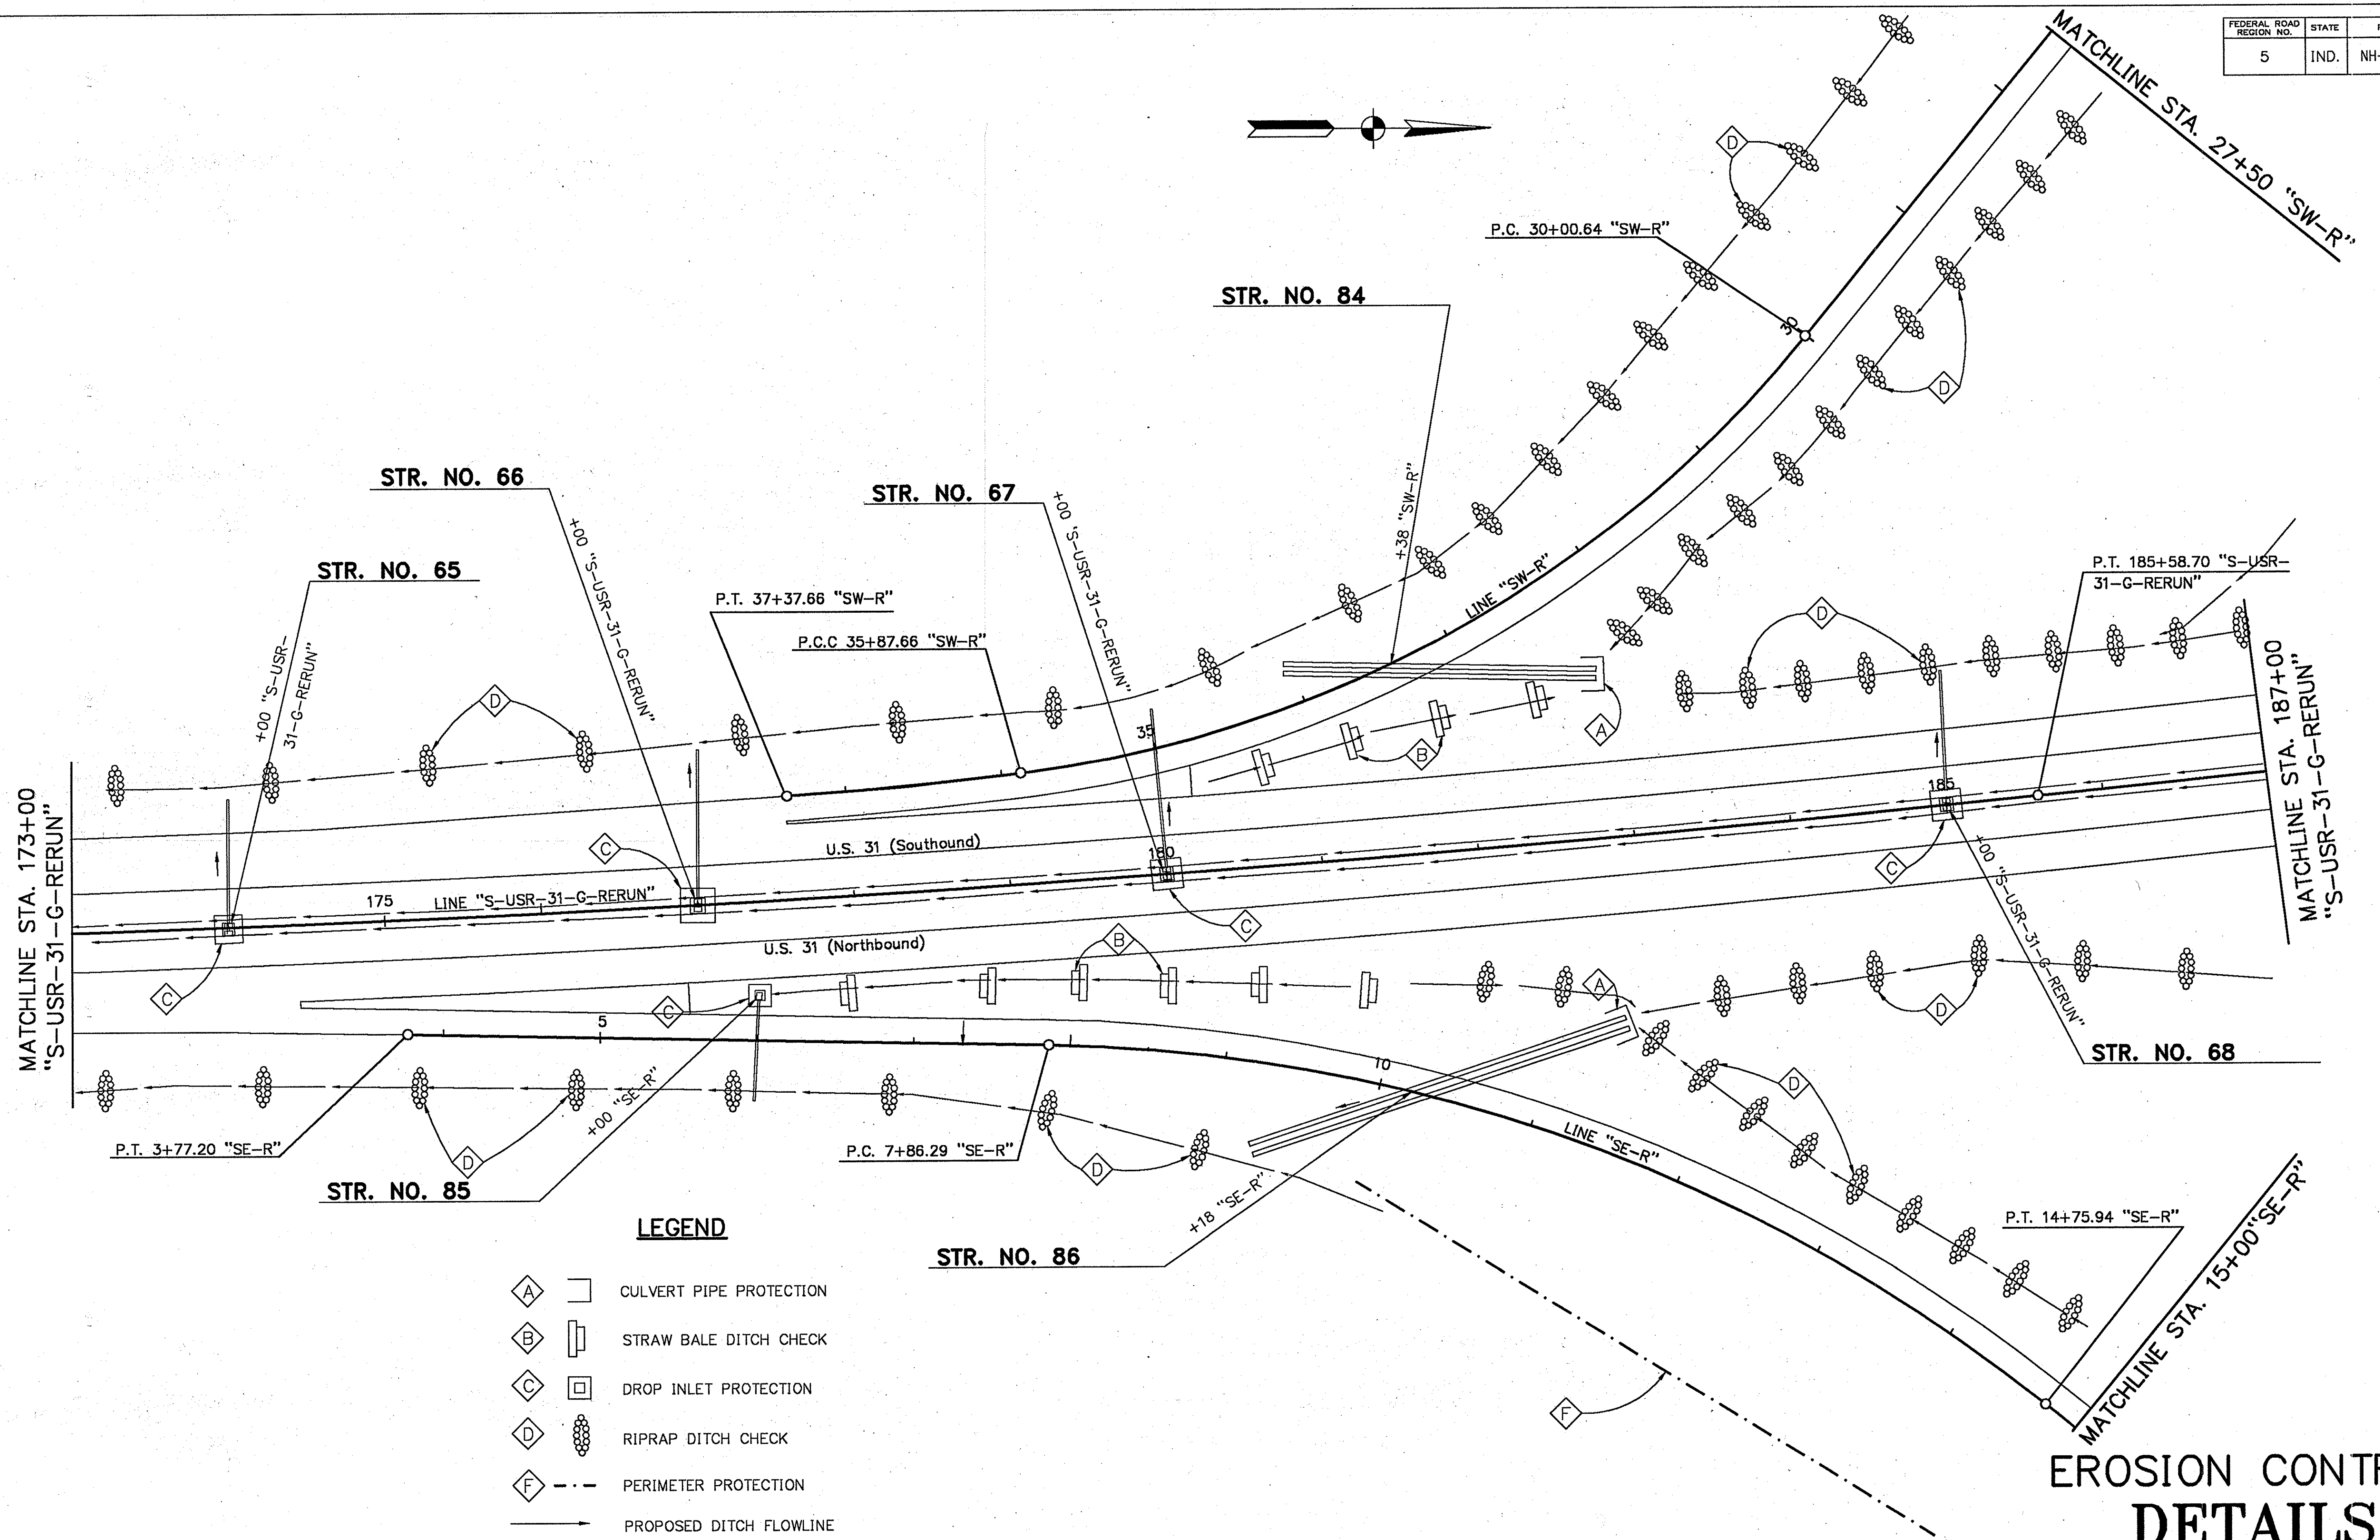 FEDERAL ROAD REGION NO.
STATE
5
IND.
NH-
MATCHLINE STA. 27+50 "SW-R"
D
P.C. 30+00.64 "SW-R"
30
STR. NO. 84
+38 "SW-R"
D
STR. NO. 66
+00 "S-USR-31-G-RERUN"
STR. NO. 67
+00 "S-USR-31-G-RERUN"
STR. NO. 65
+00 "S-USR-
31-G-RERUN"
P.T. 37+37.66 "SW-R"
P.C.C 35+87.66 "SW-R"
LINE "SW-R"
P.T. 185+58.70 "S-USR-
31-G-RERUN"
D
D
A
B
35
MATCHLINE STA. 173+00
"S-USR-31-G-RERUN"
MATCHLINE STA. 187+00
"S-USR-31-G-RERUN"
U.S. 31 (Southound)
C
180
185
C
175
LINE "S-USR-31-G-RERUN"
C
U.S. 31 (Northbound)
B
C
C
A
D
+00 "S-USR-31-G-RERUN"
STR. NO. 68
5
10
D
+00 "SE-R"
P.T. 3+77.20 "SE-R"
D
P.C. 7+86.29 "SE-R"
D
LINE "SE-R"
STR. NO. 85
+18 "SE-R"
STR. NO. 86
P.T. 14+75.94 "SE-R"
MATCHLINE STA. 15+00"SE-R"
F
LEGEND
A CULVERT PIPE PROTECTION
B STRAW BALE DITCH CHECK
C DROP INLET PROTECTION
D RIPRAP DITCH CHECK
F PERIMETER PROTECTION
PROPOSED DITCH FLOWLINE
EROSION CONT
DETAILS